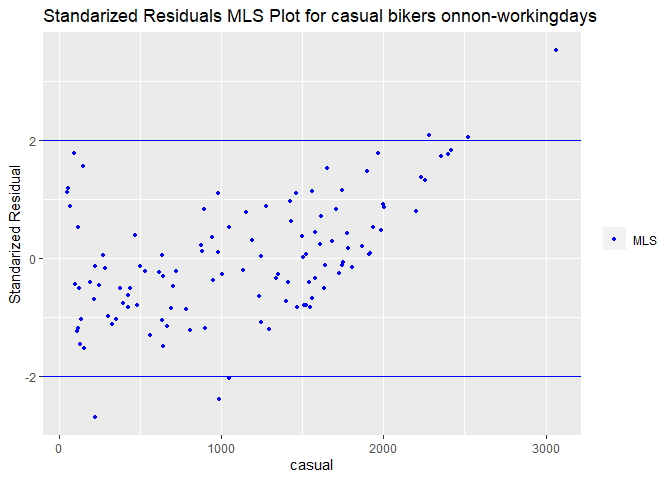 Standarized Residuals MLS Plot for casual bikers onnon-workingdays
Standarized Residual
2
0
-2
0 1000 2000 3000
casual
MLS